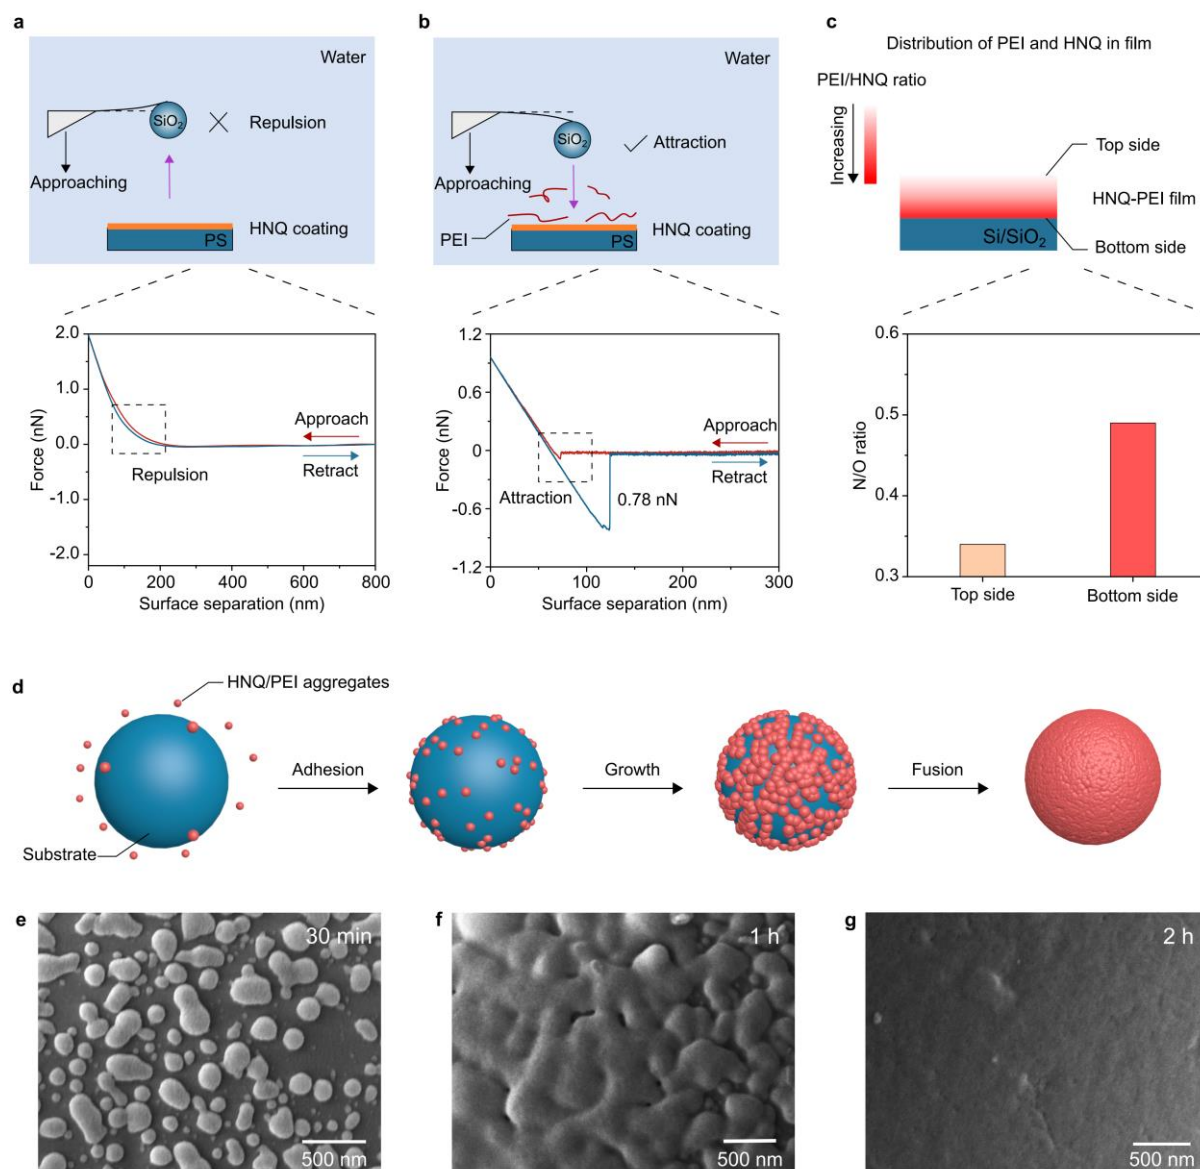 a
Water
SiO₂
Repulsion
Approaching
HNQ coating
PS
2.0
1.0
0.0
-1.0
-2.0
Force (nN)
Approach
Retract
Repulsion
0 200 400 600 800
Surface separation (nm)
b
Water
SiO₂
Attraction
Approaching
PEI
HNQ coating
PS
1.2
0.6
0
-0.6
-1.2
Force (nN)
Approach
Retract
Attraction
0.78 nN
0 100 200 300
Surface separation (nm)
c
Distribution of PEI and HNQ in film
PEI/HNQ ratio
Increasing
Top side
HNQ-PEI film
Si/SiO₂
Bottom side
0.6
0.5
0.4
0.3
N/O ratio
Top side Bottom side
d
HNQ/PEI aggregates
Substrate
Adhesion
Growth
Fusion
e
30 min
500 nm
f
1 h
500 nm
g
2 h
500 nm